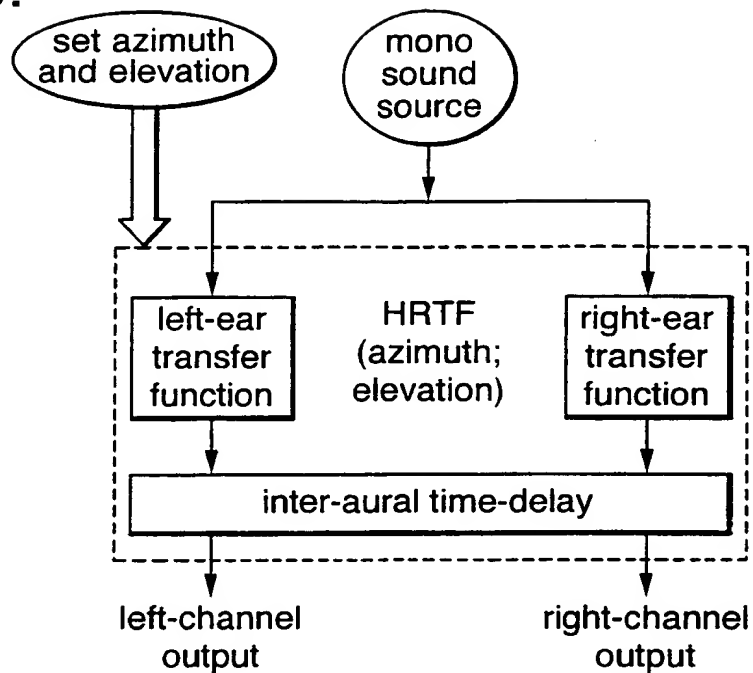 set azimuth
and elevation
mono
sound
source
left-ear
transfer
function
HRTF
(azimuth;
elevation)
right-ear
transfer
function
inter-aural time-delay
left-channel
output
right-channel
output